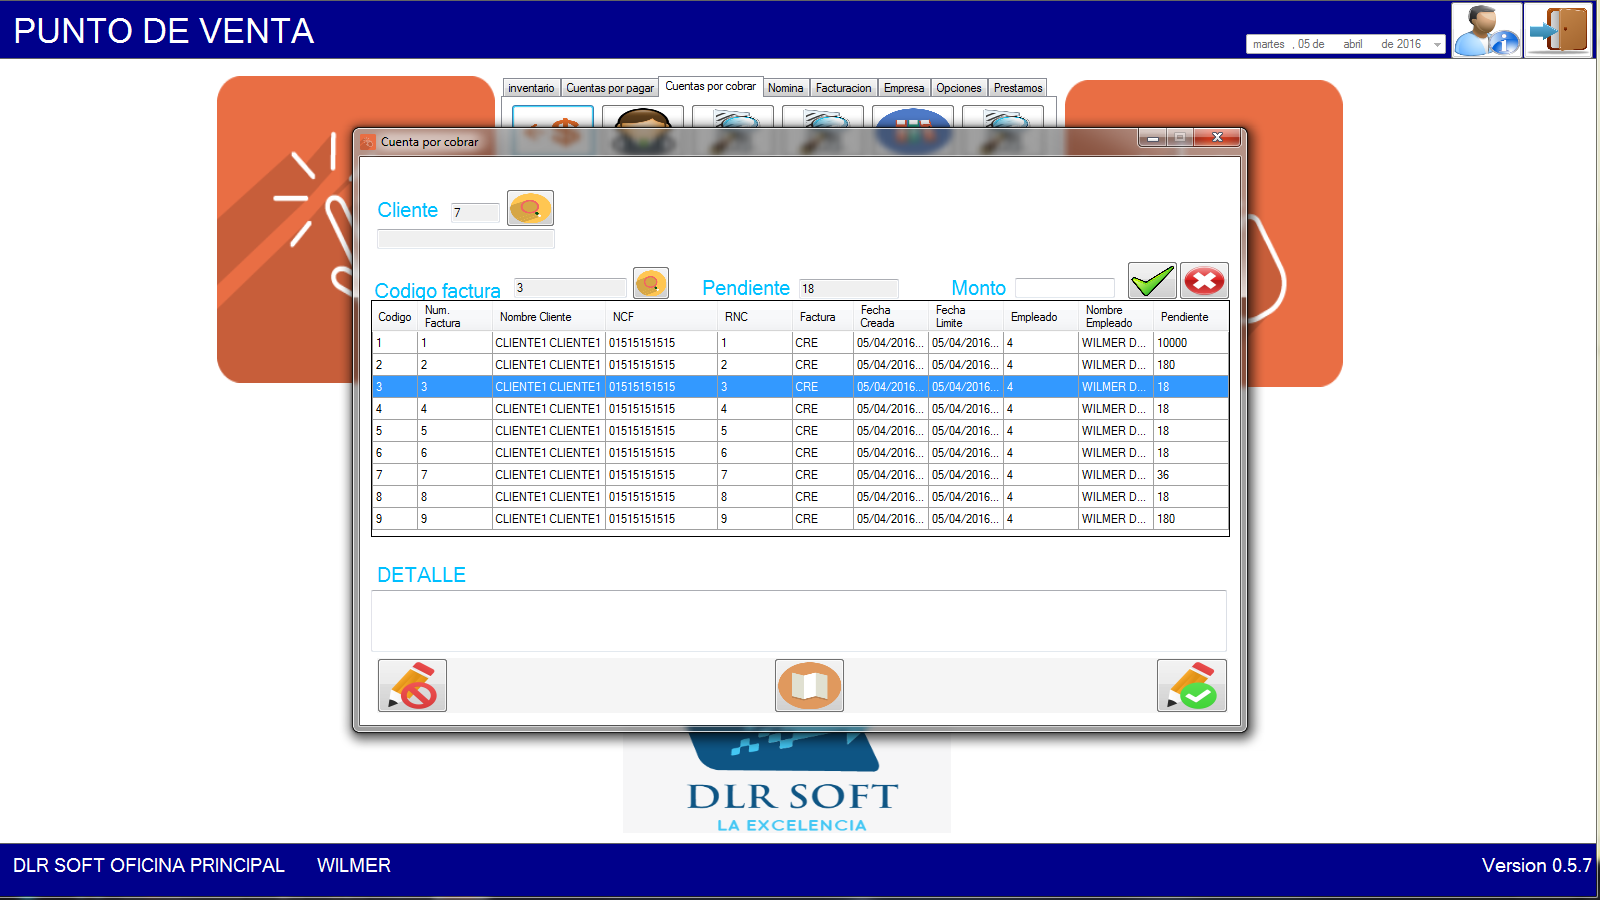 PUNTO DE VENTA
martes , 05 de abril de 2016
inventario Cuentas por pagar Cuentas por cobrar Nomina Facturacion Empresa Opciones Prestamos
Cuenta por cobrar
Cliente 7
Codigo factura 3 Pendiente 18 Monto
Codigo Num. Factura Nombre Cliente NCF RNC Factura Fecha Creada Fecha Limite Empleado Nombre Empleado Pendiente
1 1 CLIENTE1 CLIENTE1 01515151515 1 CRE 05/04/2016... 05/04/2016... 4 WILMER D... 10000
2 2 CLIENTE1 CLIENTE1 01515151515 2 CRE 05/04/2016... 05/04/2016... 4 WILMER D... 180
3 3 CLIENTE1 CLIENTE1 01515151515 3 CRE 05/04/2016... 05/04/2016... 4 WILMER D... 18
4 4 CLIENTE1 CLIENTE1 01515151515 4 CRE 05/04/2016... 05/04/2016... 4 WILMER D... 18
5 5 CLIENTE1 CLIENTE1 01515151515 5 CRE 05/04/2016... 05/04/2016... 4 WILMER D... 18
6 6 CLIENTE1 CLIENTE1 01515151515 6 CRE 05/04/2016... 05/04/2016... 4 WILMER D... 18
7 7 CLIENTE1 CLIENTE1 01515151515 7 CRE 05/04/2016... 05/04/2016... 4 WILMER D... 36
8 8 CLIENTE1 CLIENTE1 01515151515 8 CRE 05/04/2016... 05/04/2016... 4 WILMER D... 18
9 9 CLIENTE1 CLIENTE1 01515151515 9 CRE 05/04/2016... 05/04/2016... 4 WILMER D... 180
DETALLE
DLR SOFT
LA EXCELENCIA
DLR SOFT OFICINA PRINCIPAL WILMER Version 0.5.7